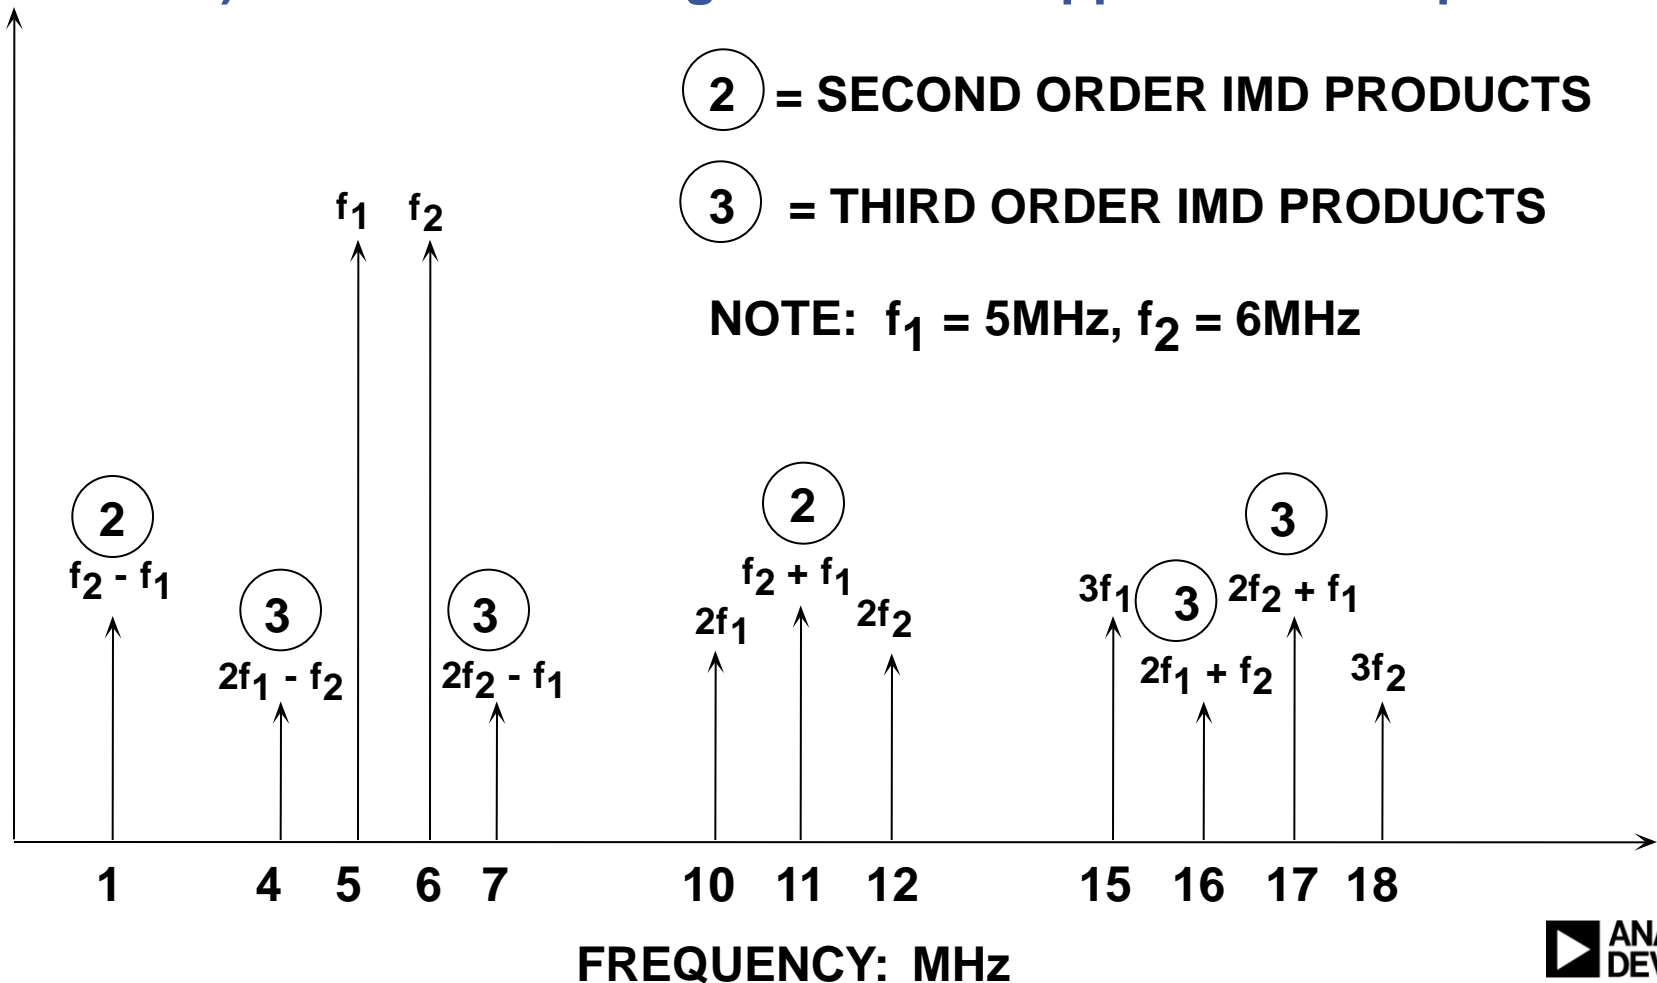 2 = SECOND ORDER IMD PRODUCTS
3 = THIRD ORDER IMD PRODUCTS
NOTE: f1 = 5MHz, f2 = 6MHz
f1 f2
2
f2 - f1
3
2f1 - f2
3
2f2 - f1
2
f2 + f1
2f1
2f2
3
3f1
3
2f2 + f1
2f1 + f2
3f2
1 4 5 6 7 10 11 12 15 16 17 18
FREQUENCY: MHz